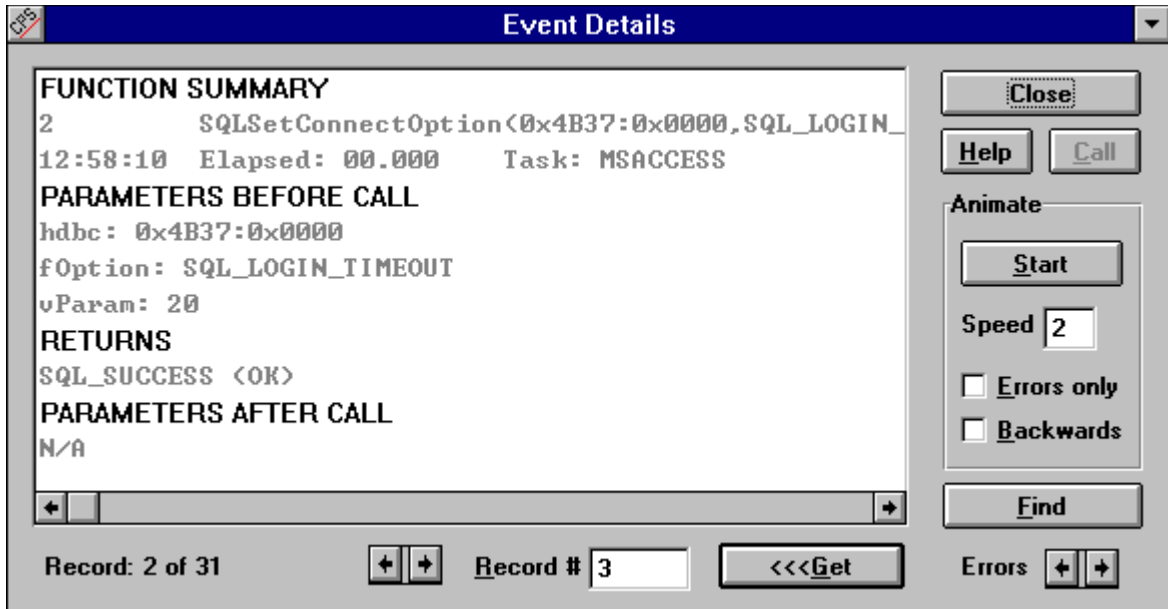 CPS
Event Details
FUNCTION SUMMARY
2 SQLSetConnectOption(0x4B37:0x0000,SQL_LOGIN_
12:58:10 Elapsed: 00.000 Task: MSACCESS
PARAMETERS BEFORE CALL
hdbc: 0x4B37:0x0000
fOption: SQL_LOGIN_TIMEOUT
vParam: 20
RETURNS
SQL_SUCCESS (OK)
PARAMETERS AFTER CALL
N/A
Close
Help Call
Animate
Start
Speed 2
Errors only
Backwards
Find
Record: 2 of 31 Record # 3 <<<Get Errors